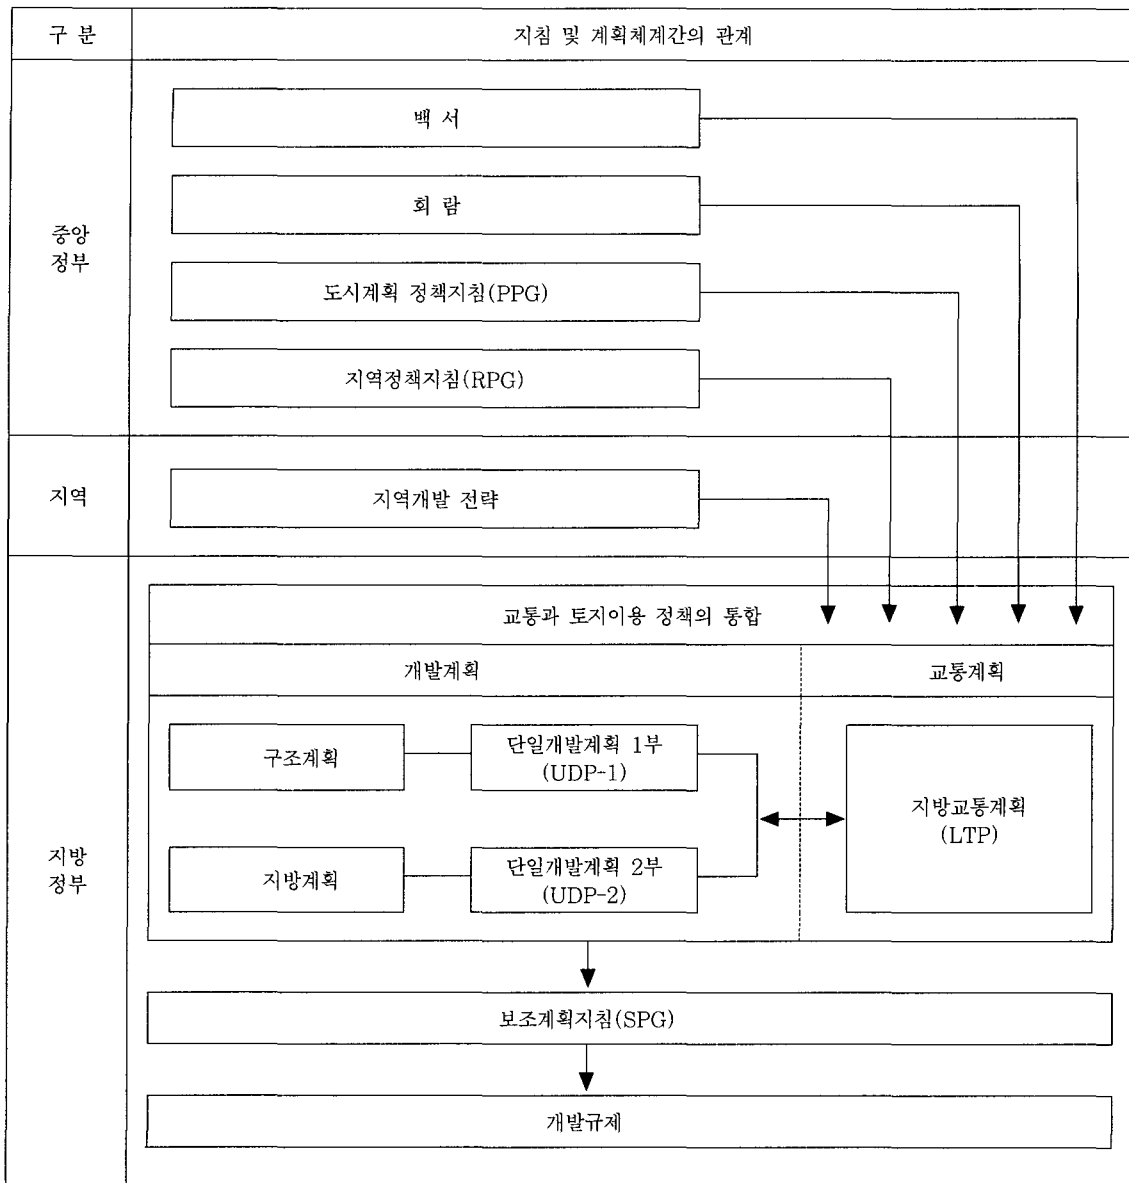 구 분
지침 및 계획체계간의 관계
중앙
정부
백 서
회 람
도시계획 정책지침(PPG)
지역정책지침(RPG)
지역
지역개발 전략
지방
정부
교통과 토지이용 정책의 통합
개발계획
교통계획
구조계획
단일개발계획 1부
(UDP-1)
지방계획
단일개발계획 2부
(UDP-2)
지방교통계획
(LTP)
보조계획지침(SPG)
개발규제